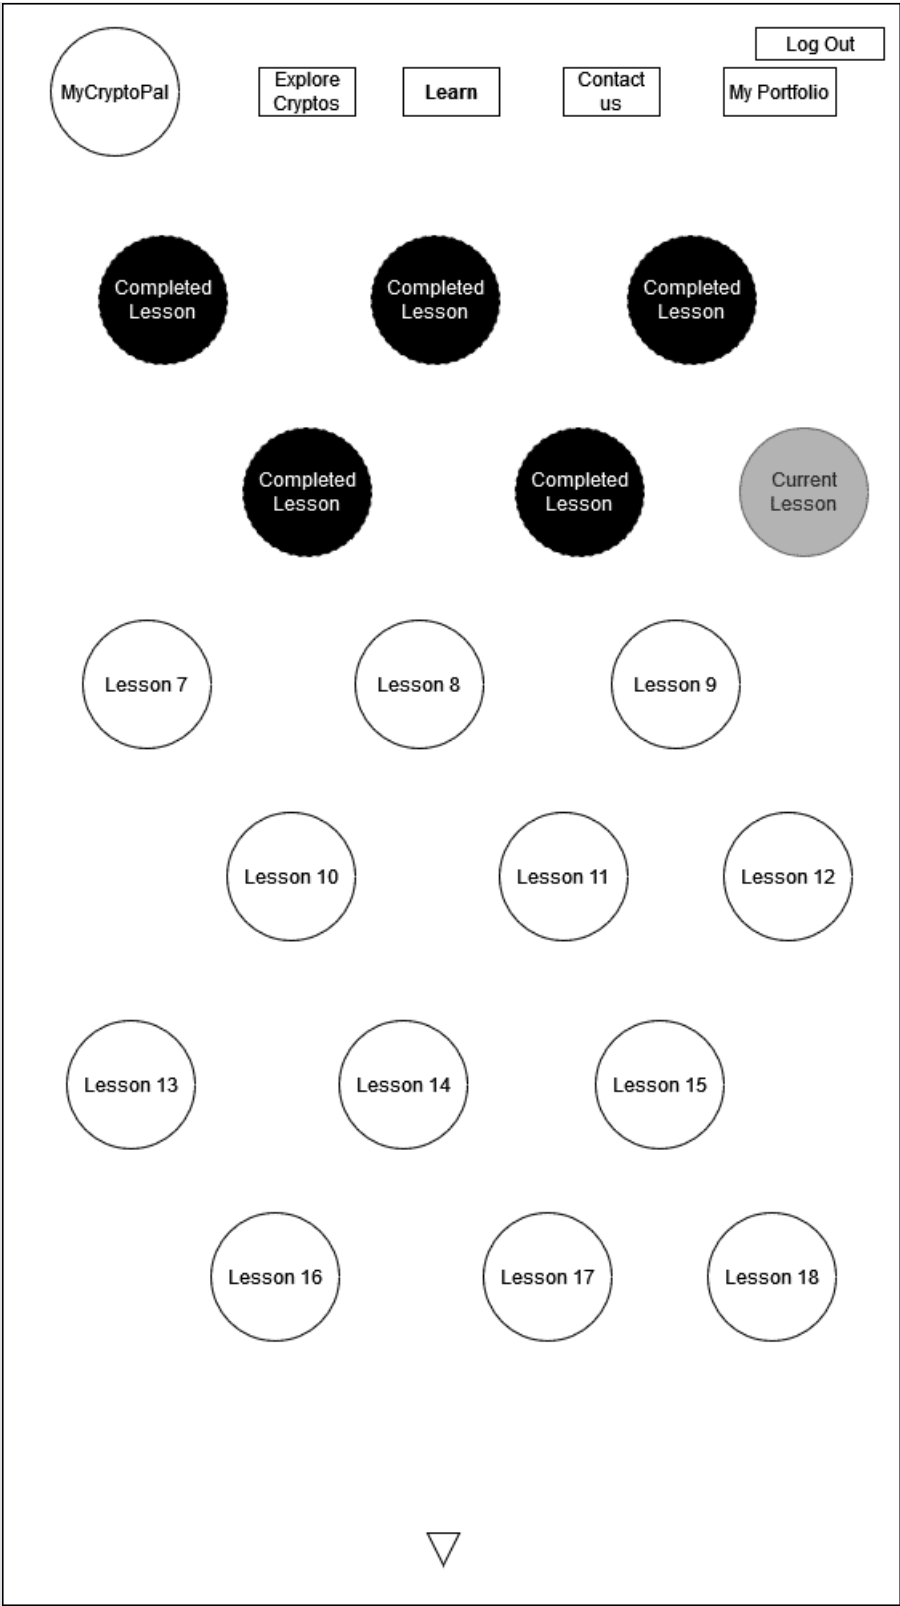 Log Out
MyCryptoPal
Explore
Cryptos
Learn
Contact
us
My Portfolio
Completed
Lesson
Completed
Lesson
Completed
Lesson
Completed
Lesson
Completed
Lesson
Current
Lesson
Lesson 7
Lesson 8
Lesson 9
Lesson 10
Lesson 11
Lesson 12
Lesson 13
Lesson 14
Lesson 15
Lesson 16
Lesson 17
Lesson 18